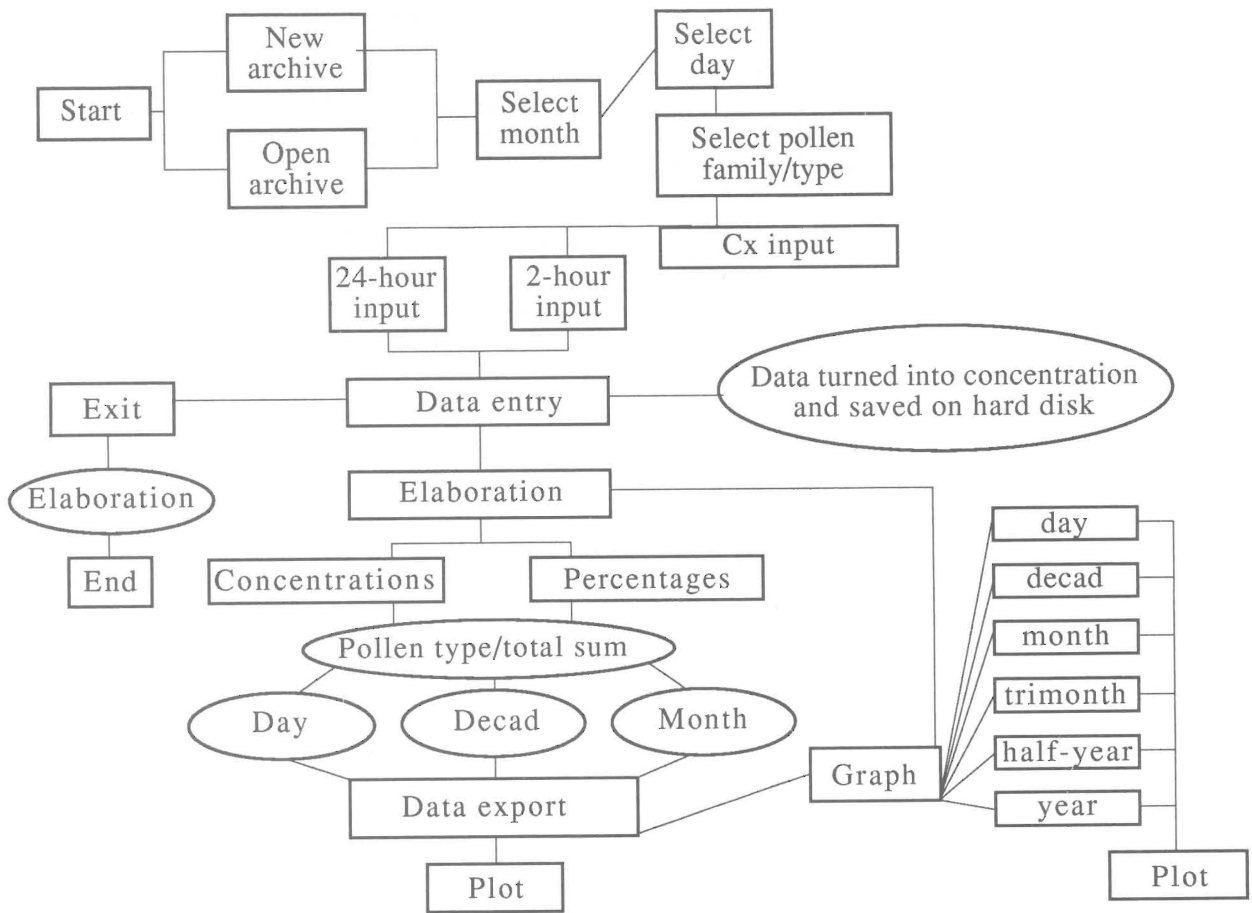 New
archive
Start
Open
archive
Select
month
Select
day
Select pollen
family/type
Cx input
24-hour
input
2-hour
input
Data entry
Data turned into concentration
and saved on hard disk
Exit
Elaboration
End
Elaboration
Concentrations
Percentages
Pollen type/total sum
Day
Decad
Month
Data export
Plot
Graph
day
decad
month
trimonth
half-year
year
Plot